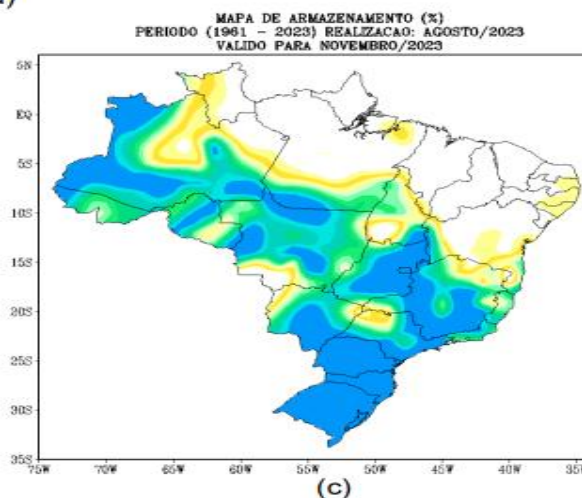 MAPA DE ARMAZENAMENTO (%)
PERIODO (1961 - 2023) REALIZACAO: AGOSTO/2023
VALIDO PARA NOVEMBRO/2023
5N
EQ
5S
10S
15S
20S
25S
30S
35S
75W 70W 65W 60W 55W 50W 45W 40W
(c)